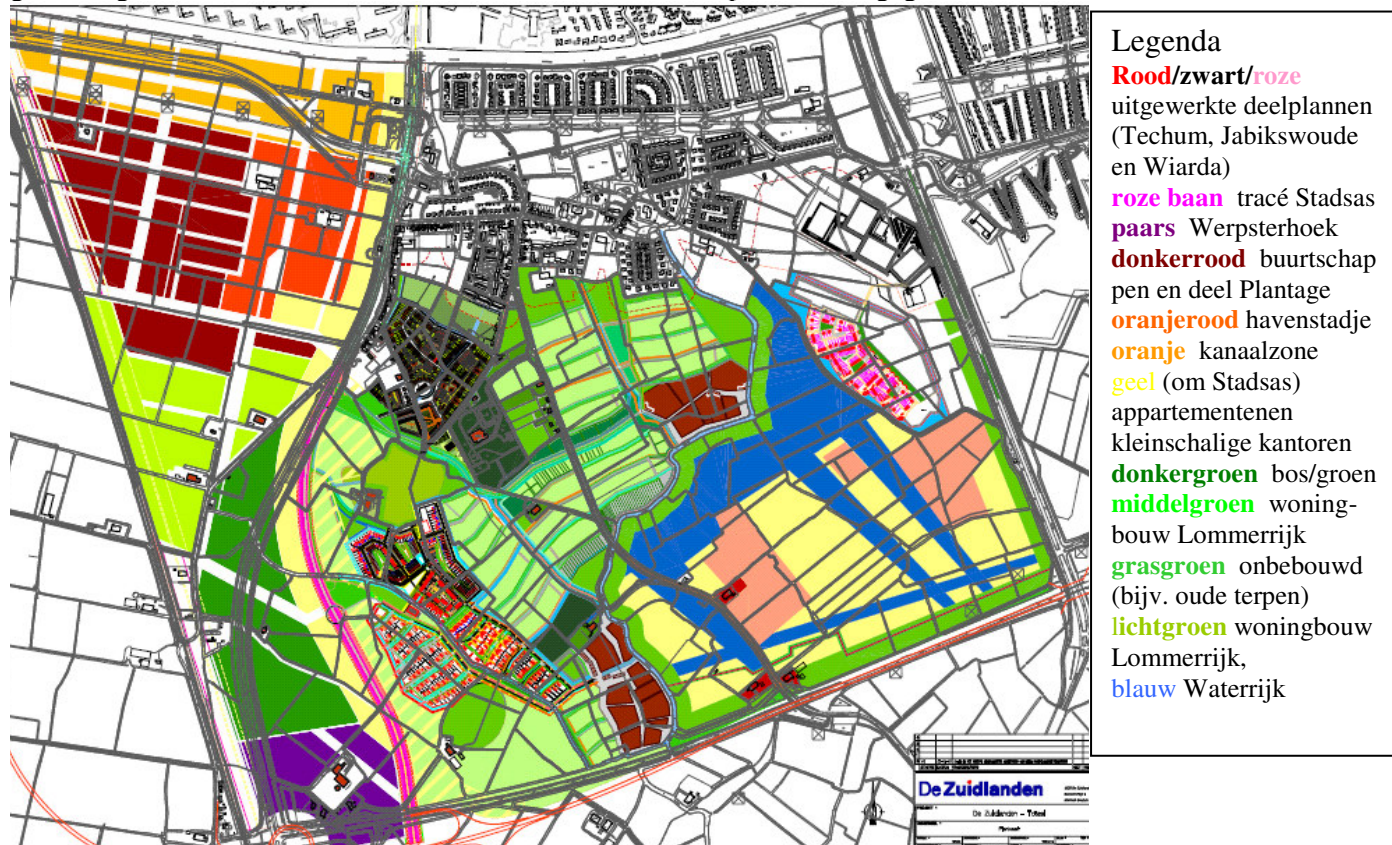 Legenda
Rood/zwart/roze
uitgewerkte deelplannen
(Techum, Jabikswoude
en Wiarda)
roze baan tracé Stadsas
paars Werpsterhoek
donkerrood buurtschap
pen en deel Plantage
oranjerood havenstadje
oranje kanaalzone
geel (om Stadsas)
appartementenen
kleinschalige kantoren
donkergroen bos/groen
middelgroen woning-
bouw Lommerrijk
grasgroen onbebouwd
(bijv. oude terpen)
lichtgroen woningbouw
Lommerrijk,
blauw Waterrijk
De Zuidlanden
De Zuidlanden - Totaal